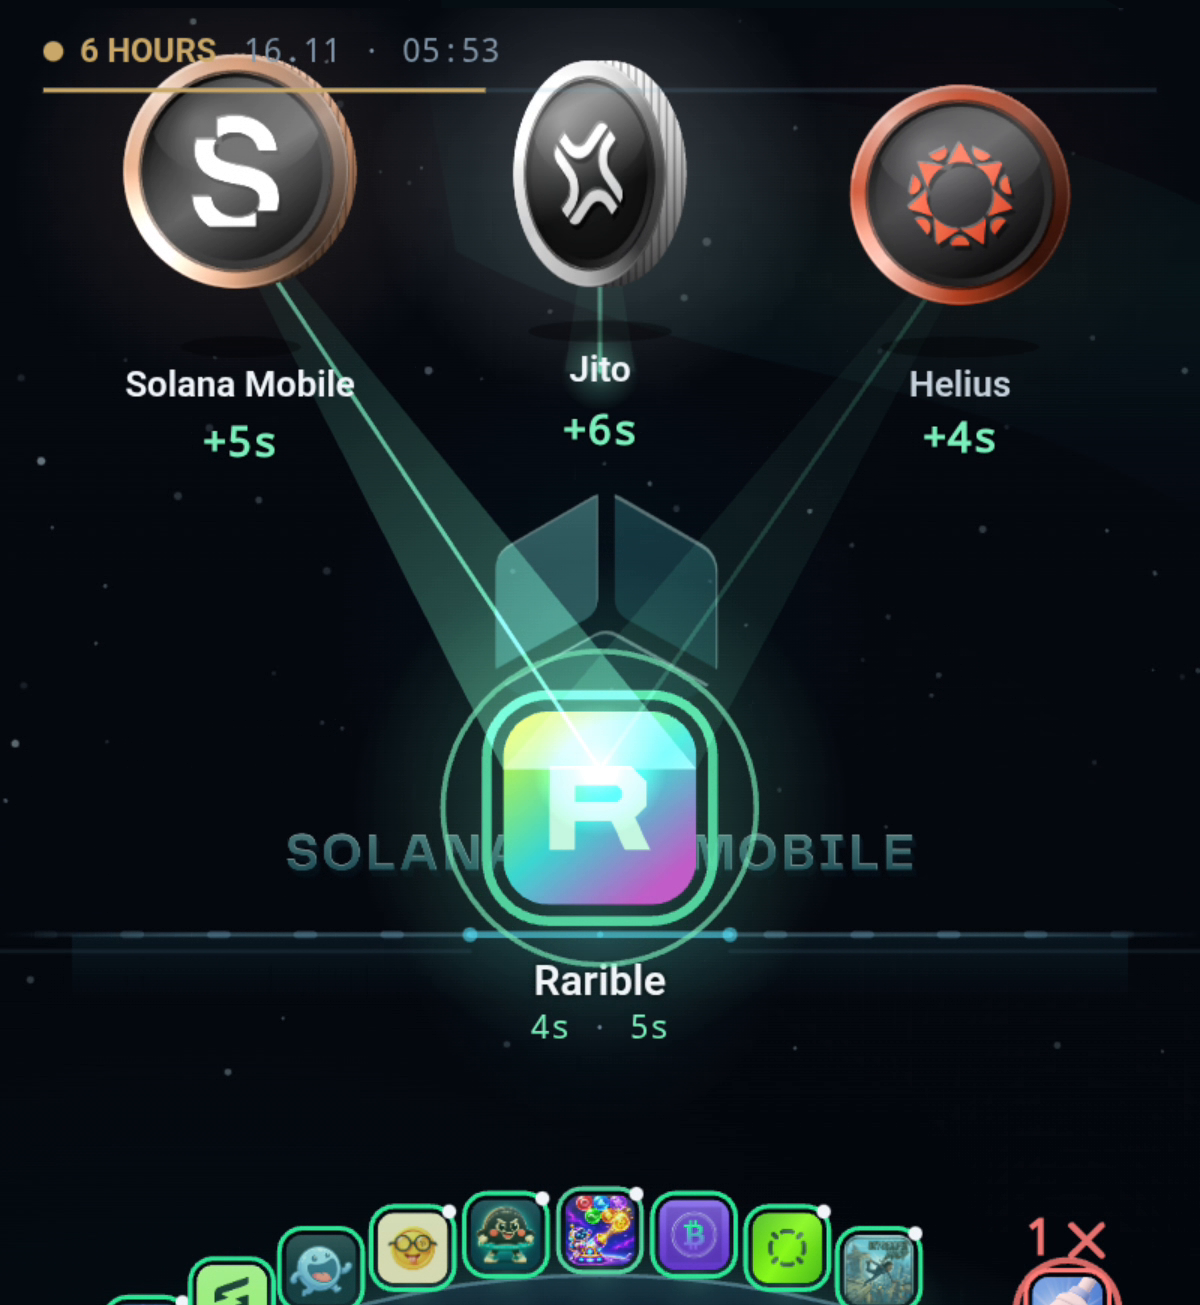 6 HOURS 16.11 · 05:53
Solana Mobile
Jito
Helius
+5s
+6s
+4s
R
SOLANA MOBILE
Rarible
4s · 5s
1 X